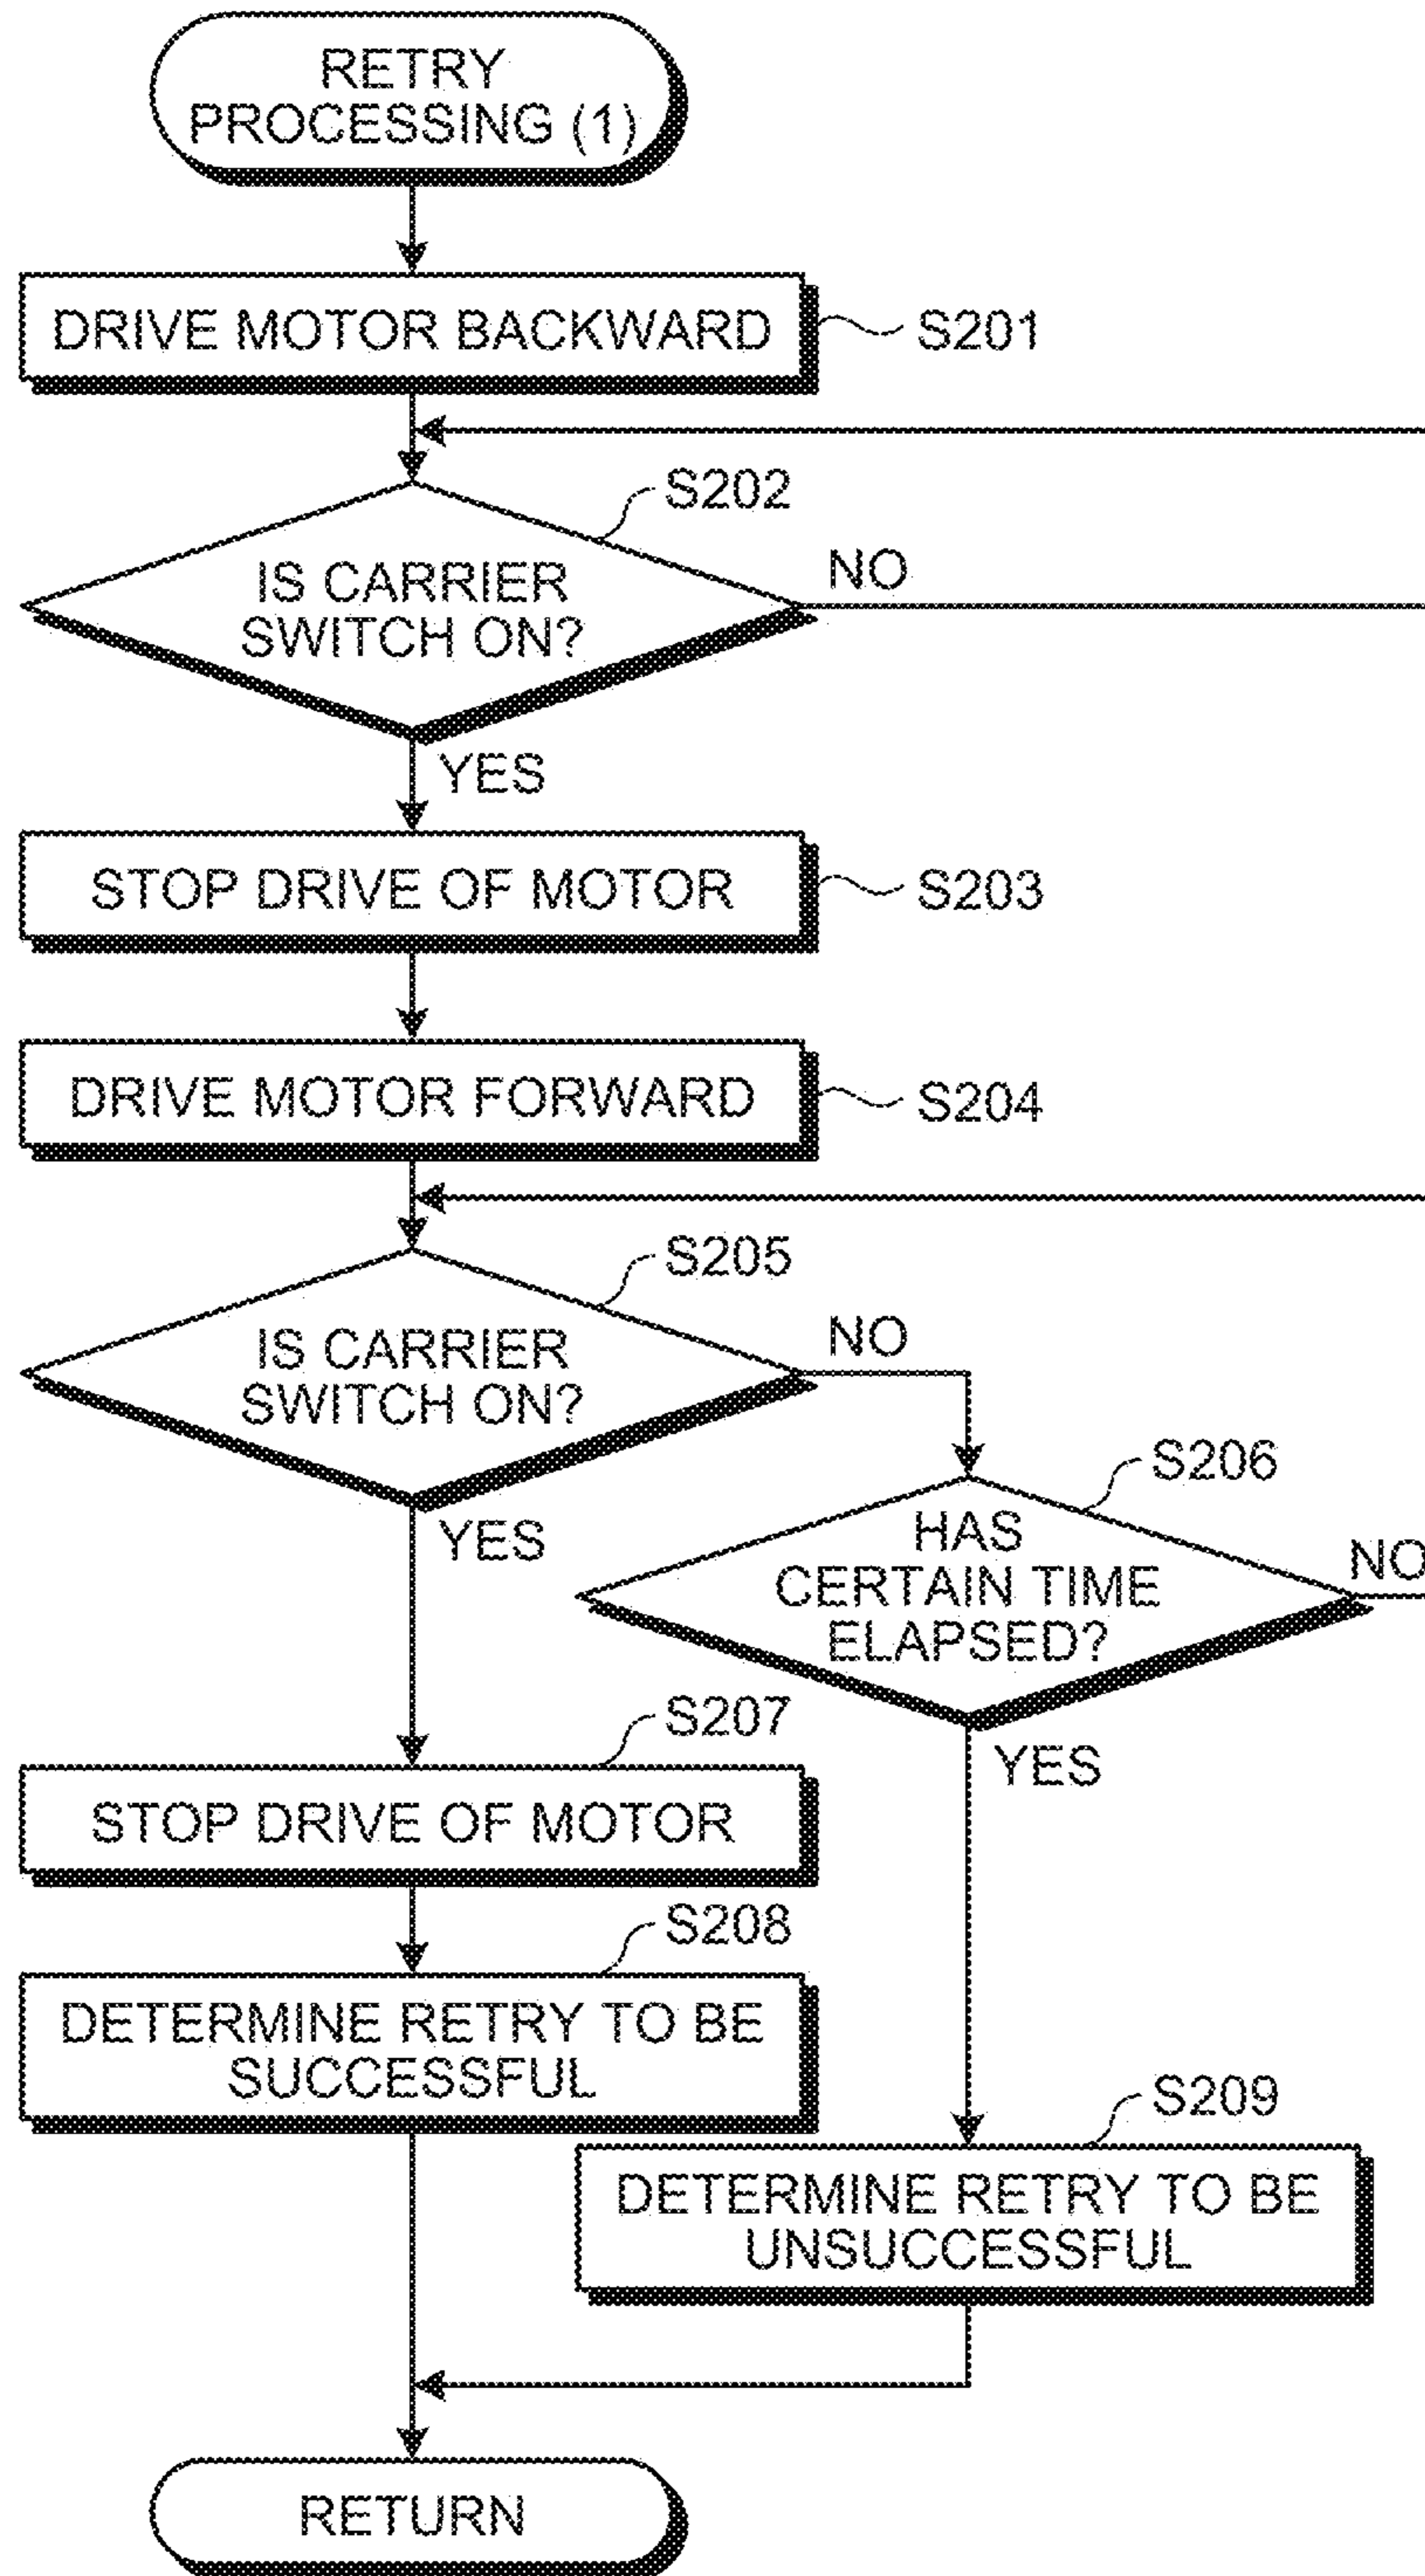 RETRY
PROCESSING (1)
DRIVE MOTOR BACKWARD
S201
S202
IS CARRIER
SWITCH ON?
NO
YES
STOP DRIVE OF MOTOR
S203
DRIVE MOTOR FORWARD
S204
S205
IS CARRIER
SWITCH ON?
NO
YES
S206
HAS
CERTAIN TIME
ELAPSED?
NO
YES
S207
STOP DRIVE OF MOTOR
S208
DETERMINE RETRY TO BE
SUCCESSFUL
S209
DETERMINE RETRY TO BE
UNSUCCESSFUL
RETURN